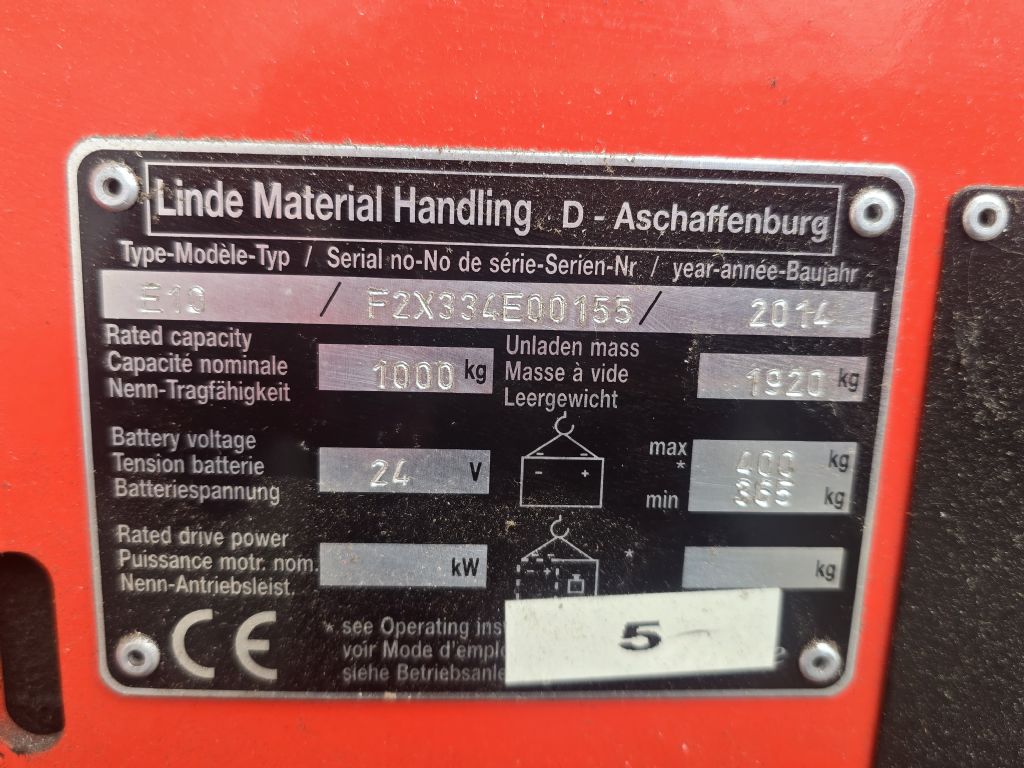 Linde Material Handling D - Aschaffenburg
Type-Modèle-Typ / Serial no-No de série-Serien-Nr / year-année-Baujahr
E10 / F2X334E00155 / 2014
Rated capacity
Capacité nominale
Nenn-Tragfähigkeit
1000 kg
Unladen mass
Masse à vide
Leergewicht
1920 kg
Battery voltage
Tension batterie
Batteriespannung
24 V
- +
max 400 kg
*
min kg
Rated drive power
Puissance motr. nom.
Nenn-Antriebsleist.
kW
*
kg
CE
* see Operating
voir Mode
siehe
5